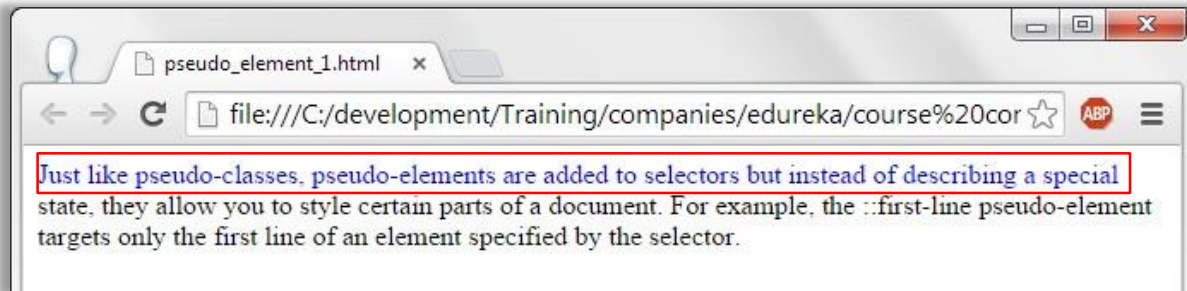 pseudo_element_1.html
file:///C:/development/Training/companies/edureka/course%20cor
ABP
Just like pseudo-classes, pseudo-elements are added to selectors but instead of describing a special
state, they allow you to style certain parts of a document. For example, the ::first-line pseudo-element
targets only the first line of an element specified by the selector.